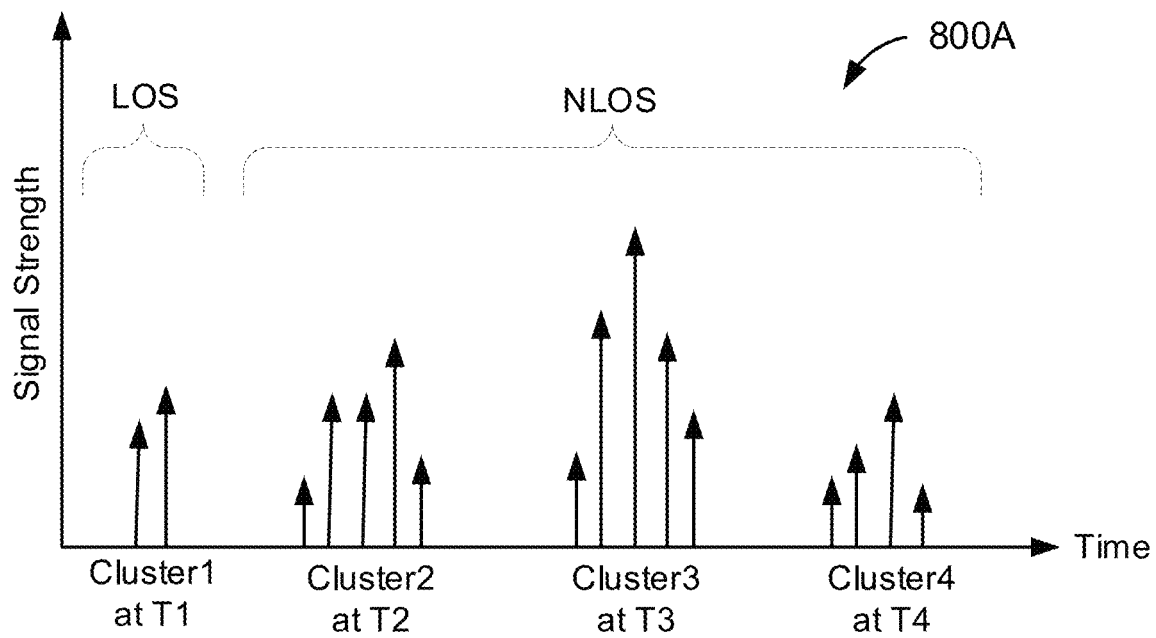 800A
LOS
NLOS
Signal Strength
Time
Cluster1
at T1
Cluster2
at T2
Cluster3
at T3
Cluster4
at T4